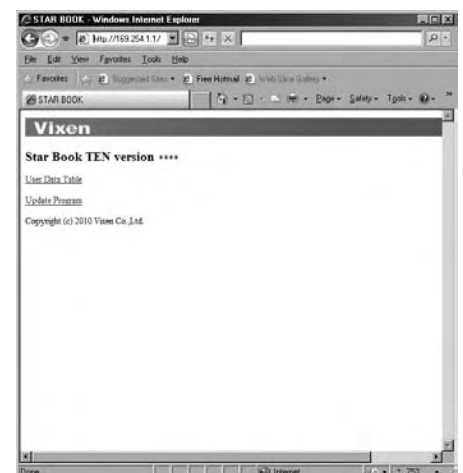 STAR BOOK - Windows Internet Explorer
http://169.254.1.1/
File Edit View Favorites Tools Help
Favorites Suggested Sites Free Hotmail Web Slice Gallery
STAR BOOK Page Safety Tools
Vixen
Star Book TEN version ****
User Data Table
Update Program
Copyright (c) 2010 Vixen Co.,Ltd.
Done Internet 75%